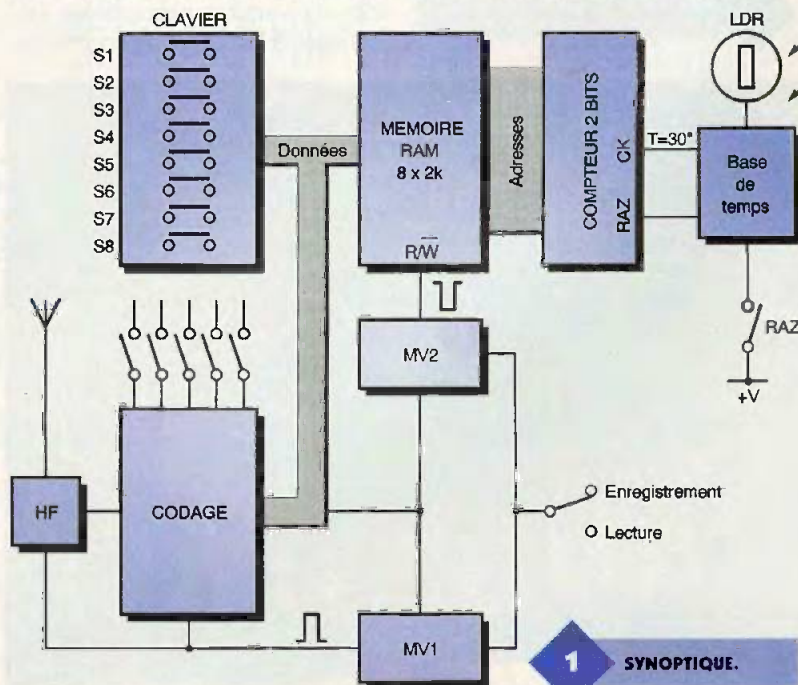 CLAVIER
LDR
S1
S2
S3
S4
S5
S6
S7
S8
Données
MEMOIRE
RAM
8 x 2k
R/W
Adresses
COMPTEUR 2 BITS
CK
RAZ
T=30°
Base
de
temps
RAZ
+V
MV2
HF
CODAGE
Enregistrement
Lecture
MV1
1 SYNOPTIQUE.